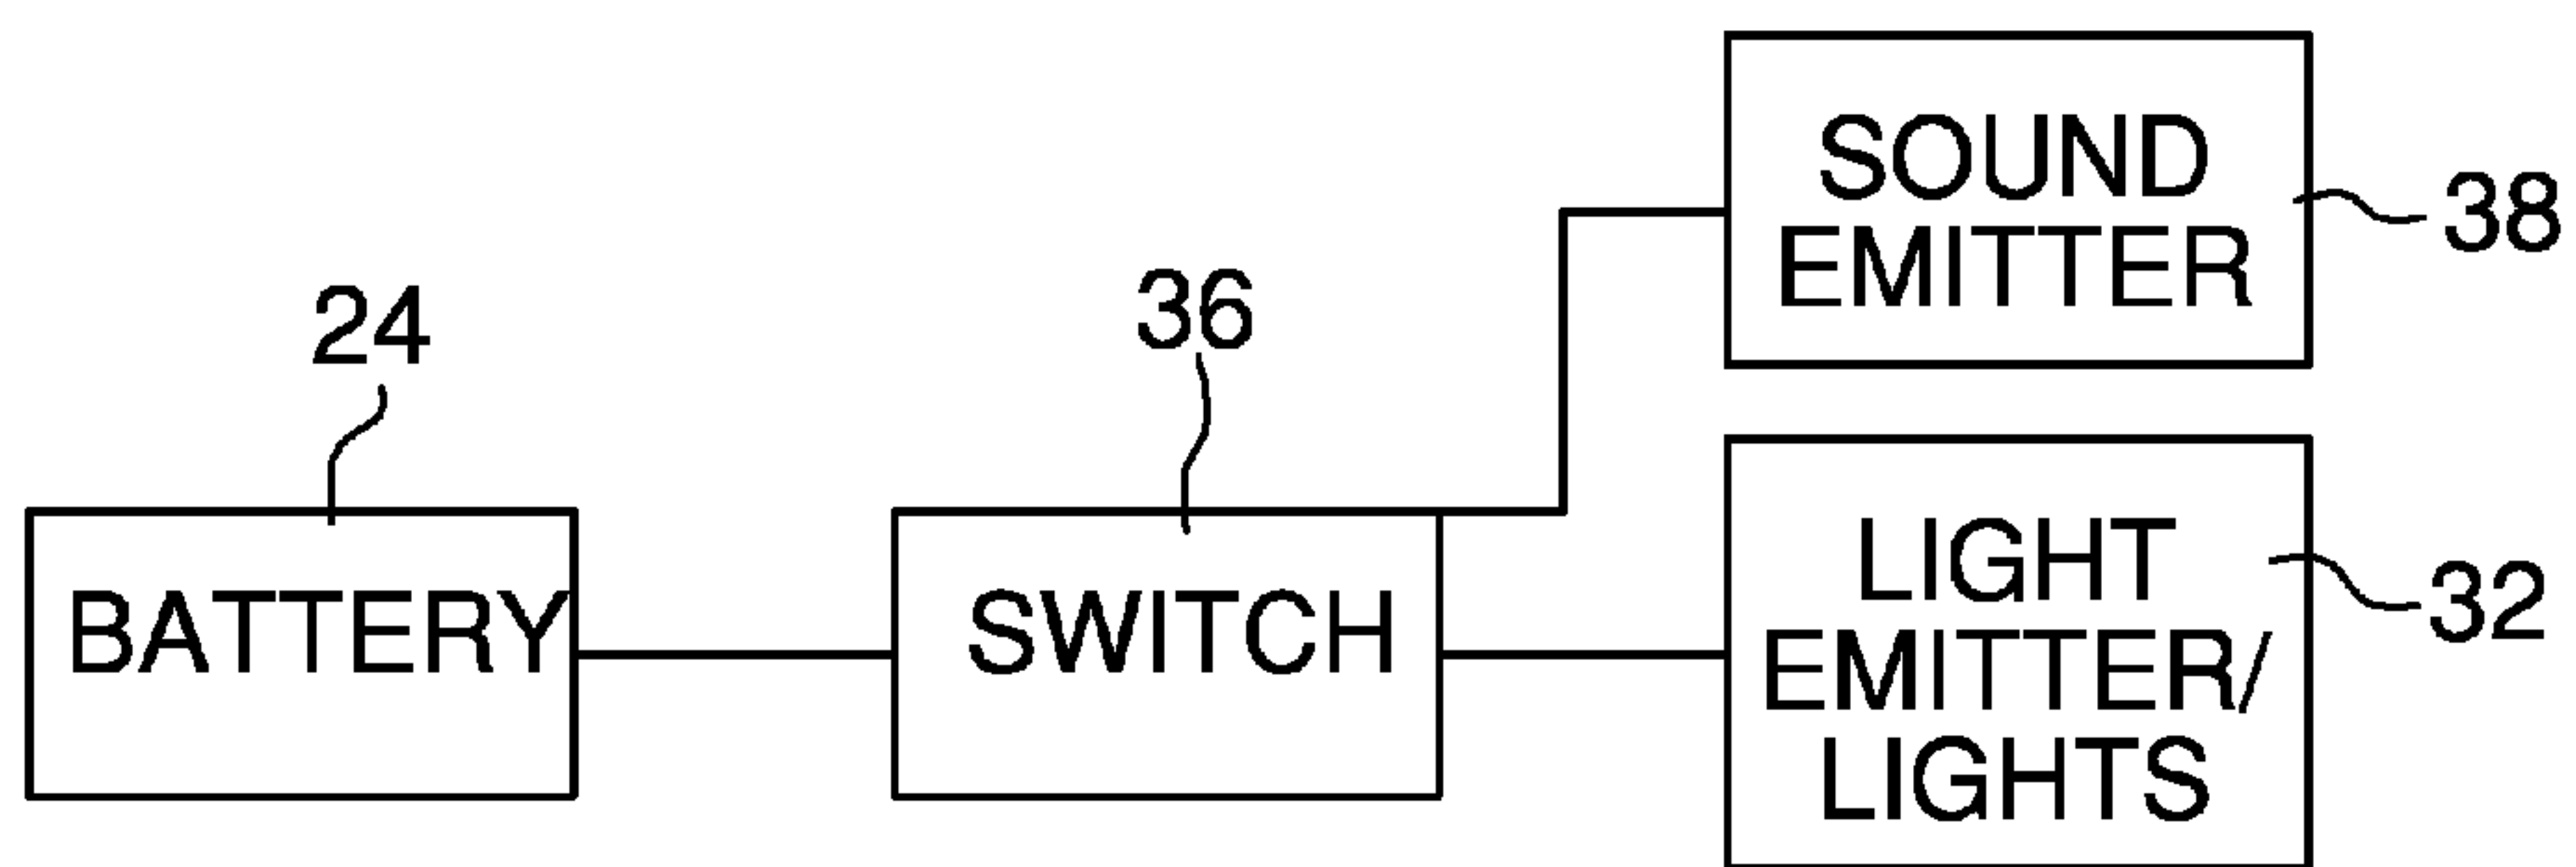 24
BATTERY
36
SWITCH
SOUND
EMITTER
38
LIGHT
EMITTER/
LIGHTS
32